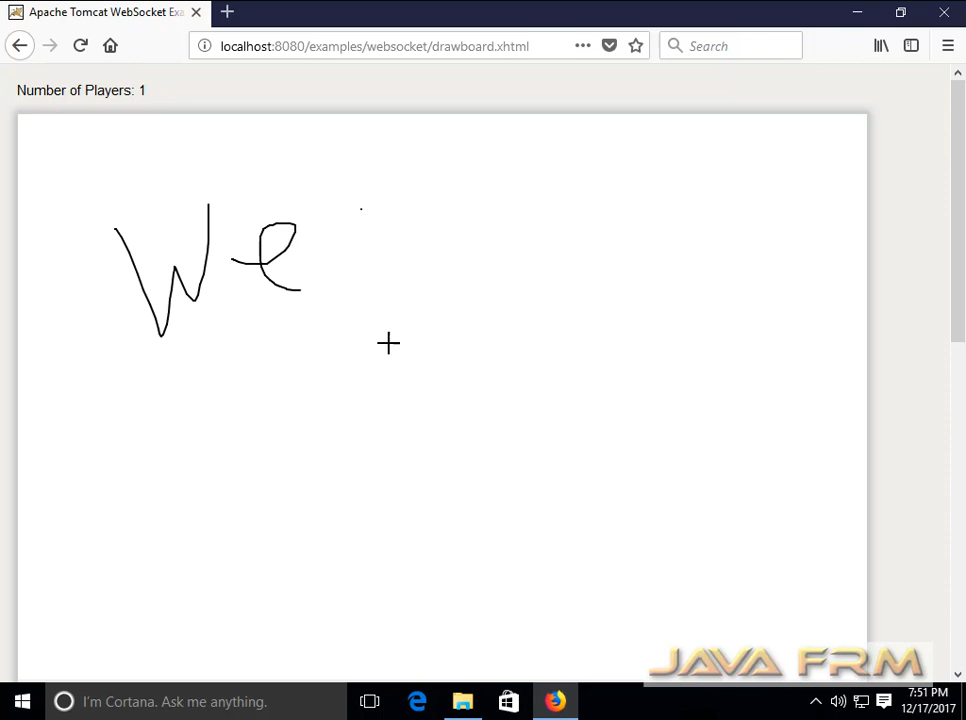 Apache Tomcat WebSocket Exa
localhost:8080/examples/websocket/drawboard.xhtml
Search
Number of Players: 1
We
JAVA FRM
I'm Cortana. Ask me anything.
7:51 PM
12/17/2017